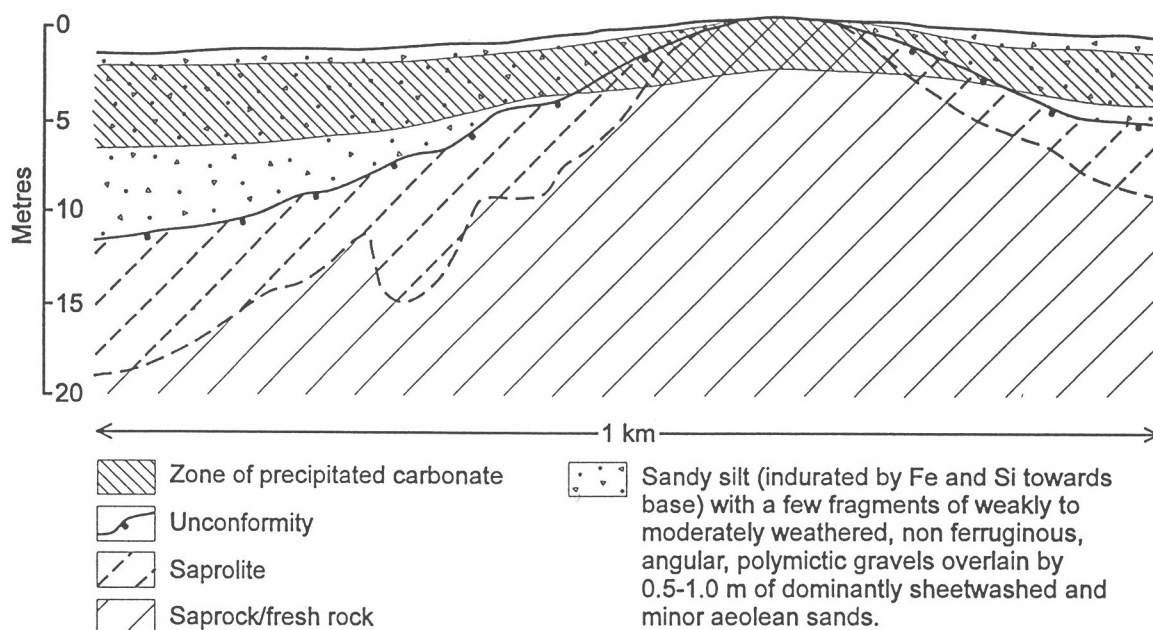 0
5
10
15
20
Metres
1 km
Zone of precipitated carbonate
Unconformity
Saprolite
Saprock/fresh rock
Sandy silt (indurated by Fe and Si towards
base) with a few fragments of weakly to
moderately weathered, non ferruginous,
angular, polymictic gravels overlain by
0.5-1.0 m of dominantly sheetwashed and
minor aeolean sands.